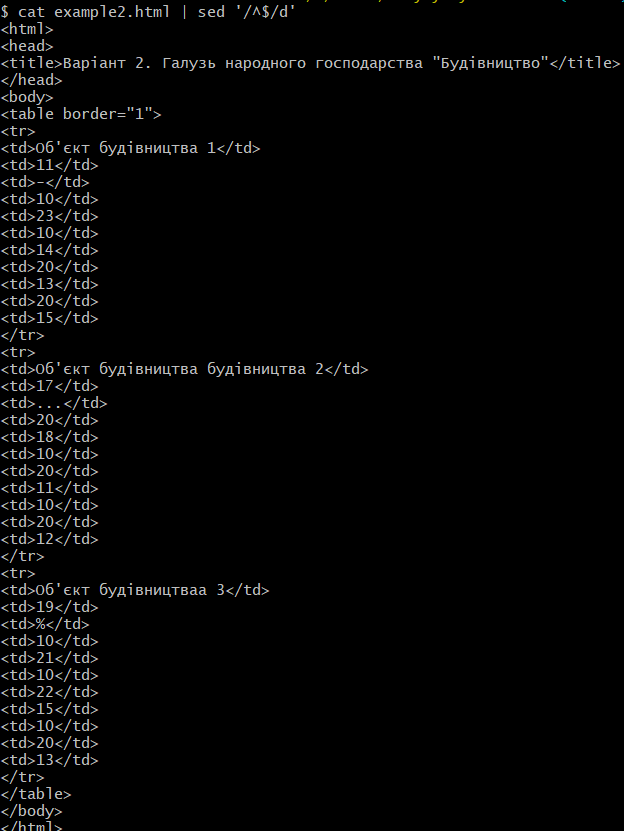 $ cat example2.html | sed '/^$/d'
<html>
<head>
<title>Варіант 2. Галузь народного господарства "Будівництво"</title>
</head>
<body>
<table border="1">
<tr>
<td>Об'єкт будівництва 1</td>
<td>11</td>
<td>-</td>
<td>10</td>
<td>23</td>
<td>10</td>
<td>14</td>
<td>20</td>
<td>13</td>
<td>20</td>
<td>15</td>
</tr>
<tr>
<td>Об'єкт будівництва будівництва 2</td>
<td>17</td>
<td>...</td>
<td>20</td>
<td>18</td>
<td>10</td>
<td>20</td>
<td>11</td>
<td>10</td>
<td>20</td>
<td>12</td>
</tr>
<tr>
<td>Об'єкт будівництваа 3</td>
<td>19</td>
<td>%</td>
<td>10</td>
<td>21</td>
<td>10</td>
<td>22</td>
<td>15</td>
<td>10</td>
<td>20</td>
<td>13</td>
</tr>
</table>
</body>
</html>